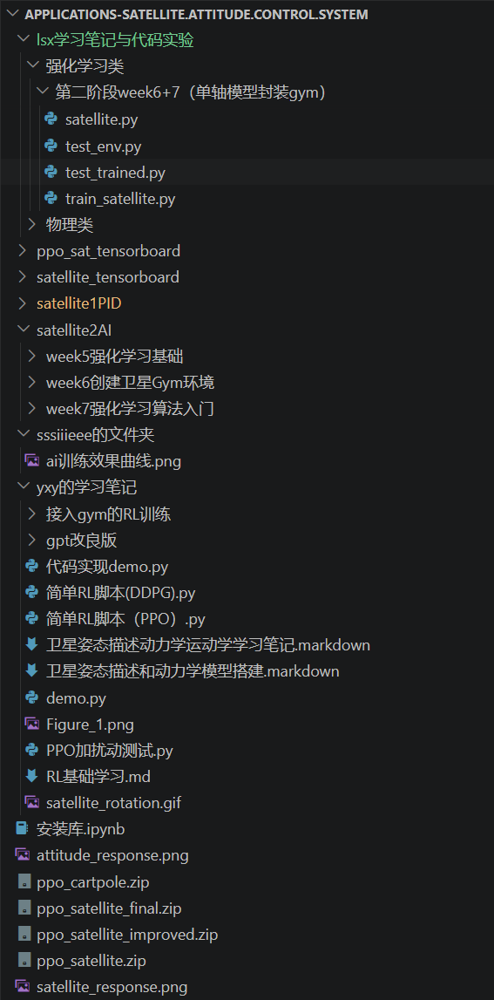 APPLICATIONS-SATELLITE.ATTITUDE.CONTROL.SYSTEM
lsx学习笔记与代码实验
强化学习类
第二阶段week6+7（单轴模型封装gym）
satellite.py
test_env.py
test_trained.py
train_satellite.py
物理类
ppo_sat_tensorboard
satellite_tensorboard
satellite1PID
satellite2AI
week5强化学习基础
week6创建卫星Gym环境
week7强化学习算法入门
sssiiieee的文件夹
ai训练效果曲线.png
yxy的学习笔记
接入gym的RL训练
gpt改良版
代码实现demo.py
简单RL脚本(DDPG).py
简单RL脚本（PPO）.py
卫星姿态描述动力学运动学学习笔记.markdown
卫星姿态描述和动力学模型搭建.markdown
demo.py
Figure_1.png
PPO加扰动测试.py
RL基础学习.md
satellite_rotation.gif
安装库.ipynb
attitude_response.png
ppo_cartpole.zip
ppo_satellite_final.zip
ppo_satellite_improved.zip
ppo_satellite.zip
satellite_response.png